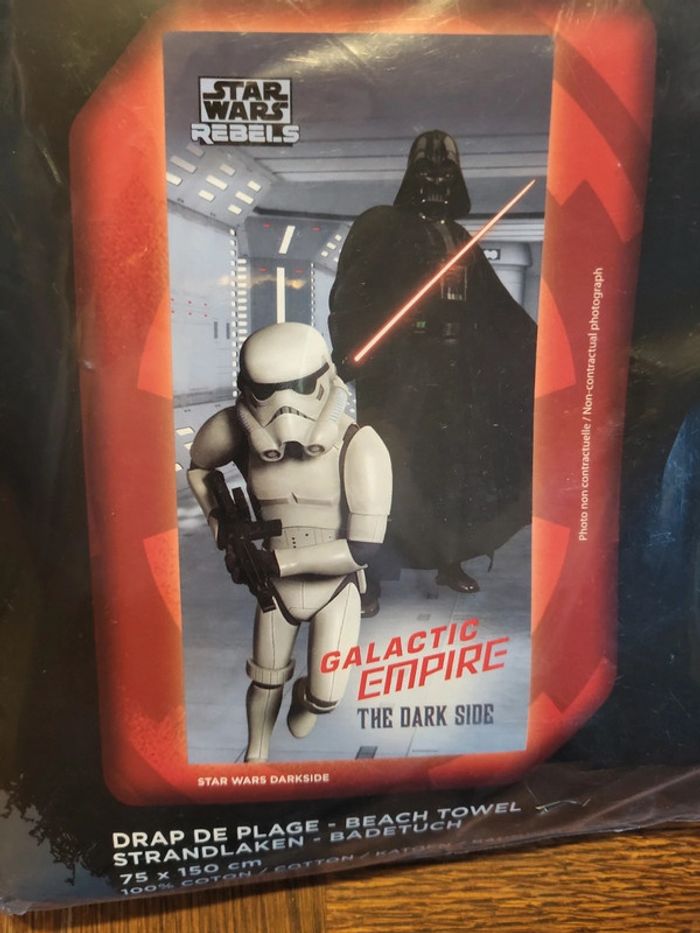 STAR
WARS
REBELS
GALACTIC
EMPIRE
THE DARK SIDE
Photo non contractuelle / Non-contractual photograph
STAR WARS DARKSIDE
DRAP DE PLAGE - BEACH TOWEL
STRANDLAKEN - BADETUCH
75 x 150 cm
100% COTON / COTTON / KATOEN /